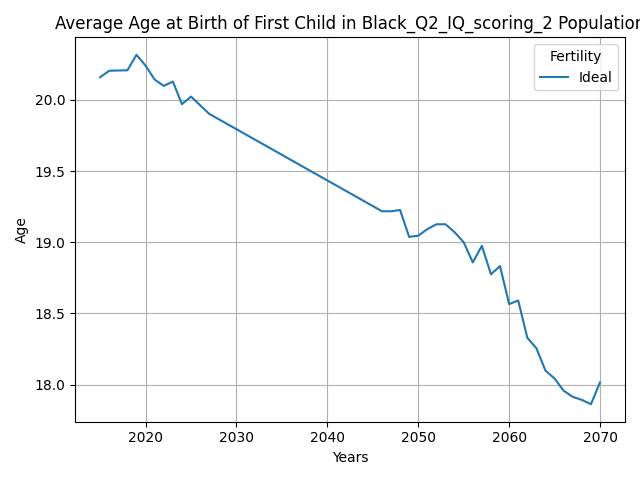 Average Age at Birth of First Child in Black_Q2_IQ_scoring_2 Population
Fertility
Ideal
20.0
19.5
19.0
18.5
18.0
Age
2020 2030 2040 2050 2060 2070
Years